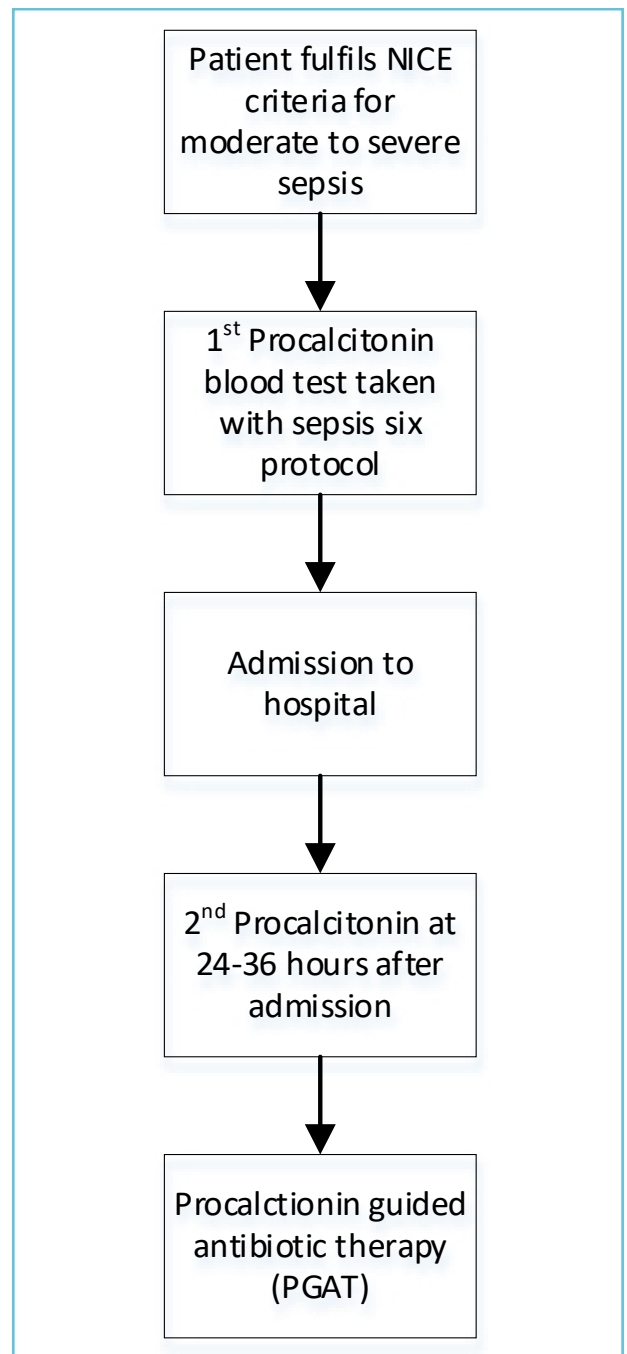 Patient fulfils NICE
criteria for
moderate to severe
sepsis
1st Procalcitonin
blood test taken
with sepsis six
protocol
Admission to
hospital
2nd Procalcitonin at
24-36 hours after
admission
Procalctionin guided
antibiotic therapy
(PGAT)